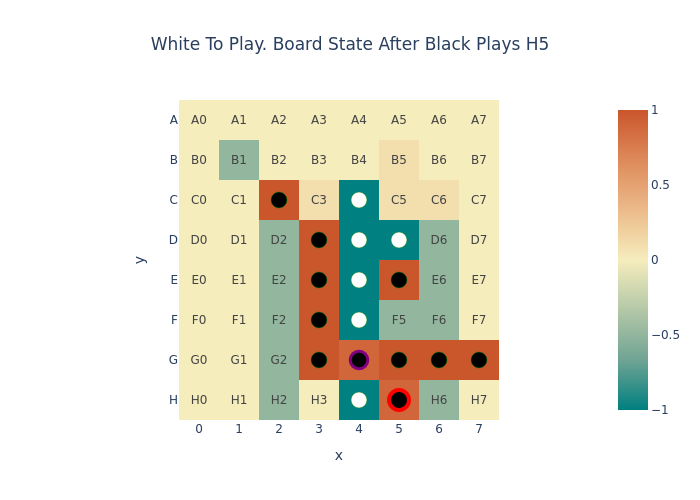 White To Play. Board State After Black Plays H5
A A0 A1 A2 A3 A4 A5 A6 A7
B B0 B1 B2 B3 B4 B5 B6 B7
C C0 C1 C3 C5 C6 C7
D D0 D1 D2 D6 D7
E E0 E1 E2 E6 E7
F F0 F1 F2 F5 F6 F7
G G0 G1 G2
H H0 H1 H2 H3 H6 H7
0 1 2 3 4 5 6 7
x
y
1
0.5
0
−0.5
−1